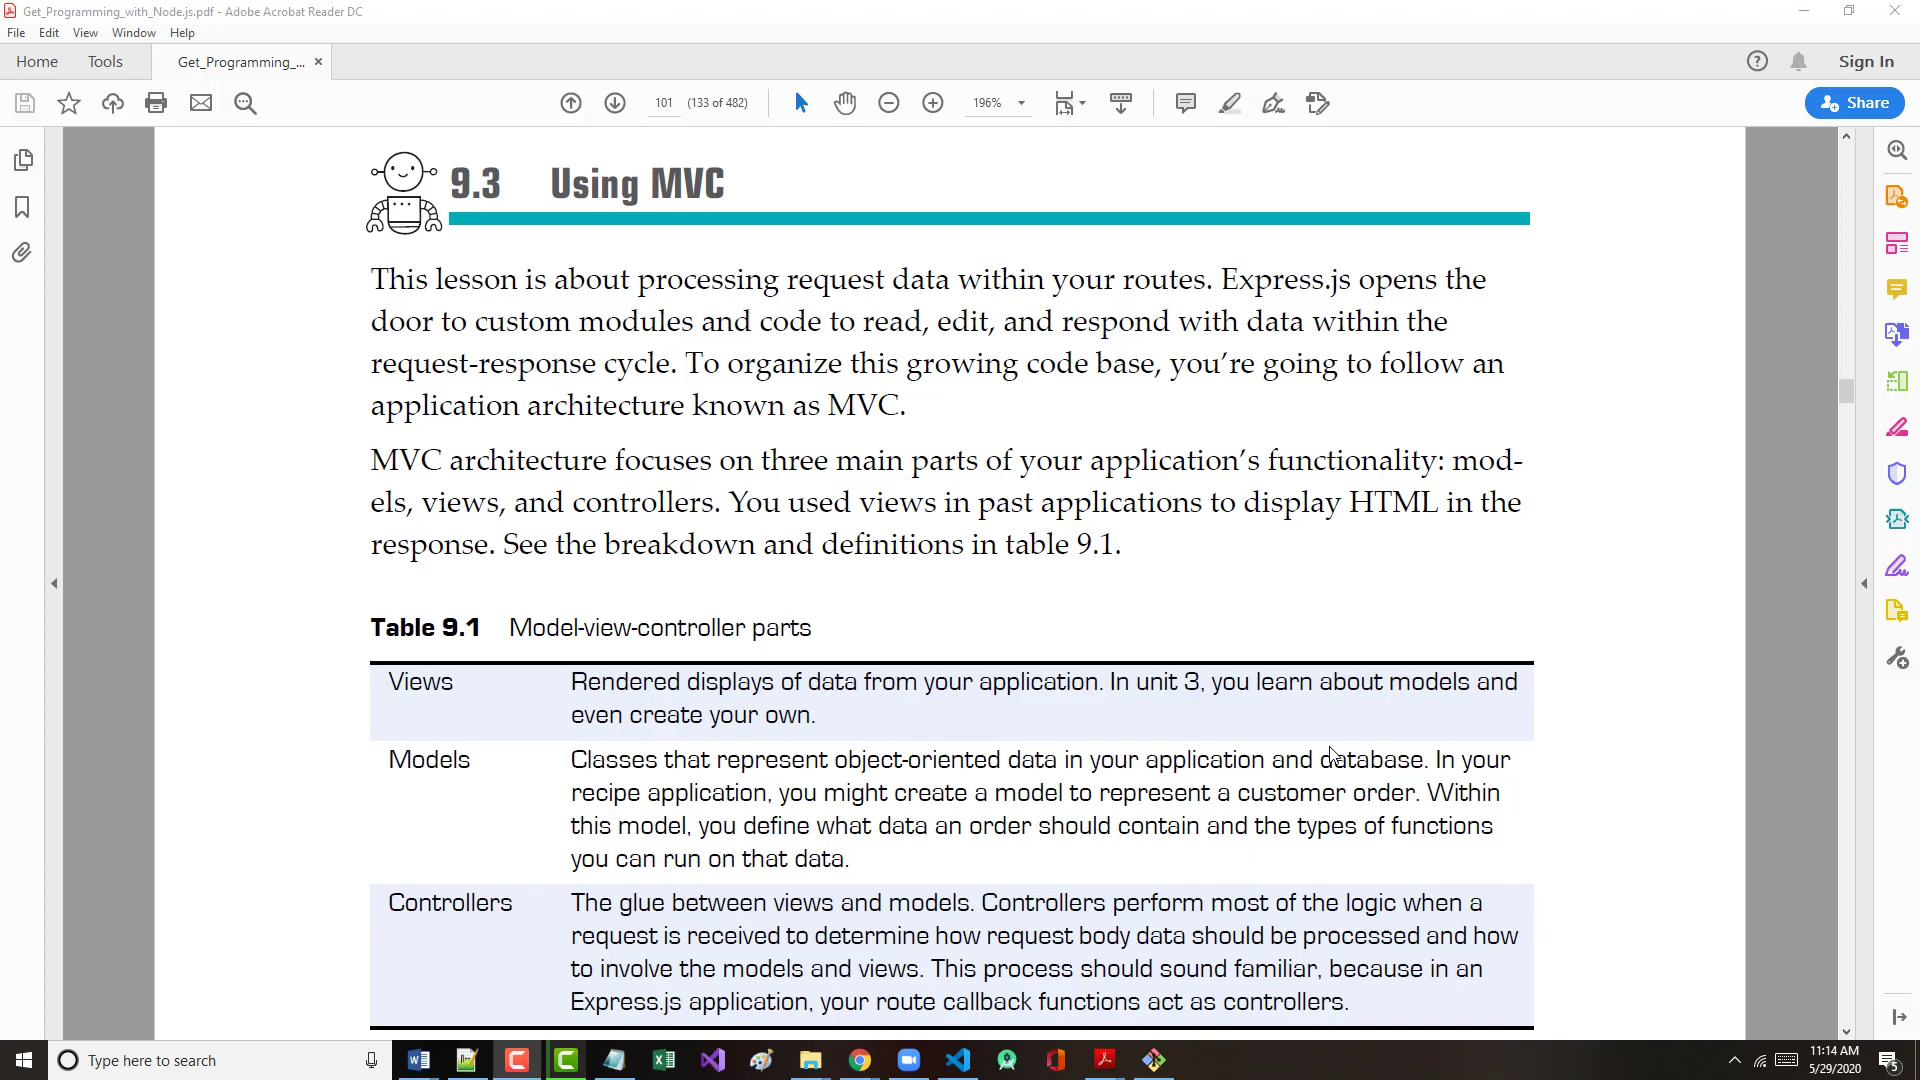 Get_Programming_with_Node.js.pdf - Adobe Acrobat Reader DC
File Edit View Window Help
Home Tools Get_Programming_... × Sign In
101 (133 of 482) 196% Share
9.3 Using MVC
This lesson is about processing request data within your routes. Express.js opens the
door to custom modules and code to read, edit, and respond with data within the
request-response cycle. To organize this growing code base, you're going to follow an
application architecture known as MVC.
MVC architecture focuses on three main parts of your application's functionality: mod-
els, views, and controllers. You used views in past applications to display HTML in the
response. See the breakdown and definitions in table 9.1.
Table 9.1 Model-view-controller parts
Views Rendered displays of data from your application. In unit 3, you learn about models and
even create your own.
Models Classes that represent object-oriented data in your application and database. In your
recipe application, you might create a model to represent a customer order. Within
this model, you define what data an order should contain and the types of functions
you can run on that data.
Controllers The glue between views and models. Controllers perform most of the logic when a
request is received to determine how request body data should be processed and how
to involve the models and views. This process should sound familiar, because in an
Express.js application, your route callback functions act as controllers.
Type here to search
11:14 AM
5/29/2020
5